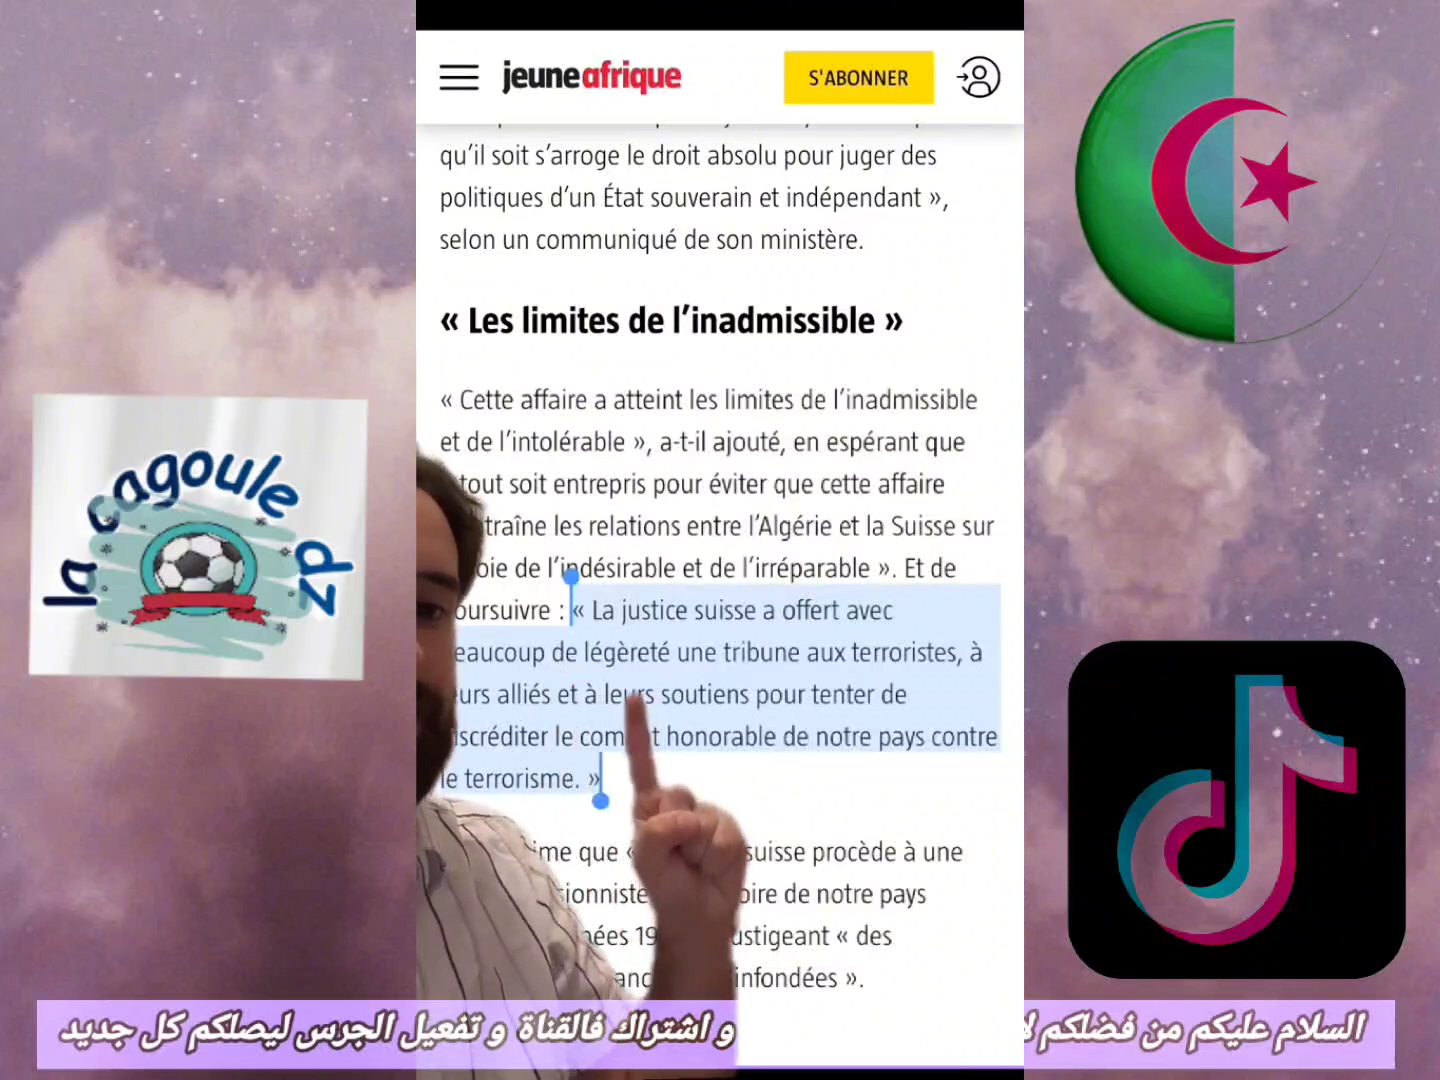 jeuneafrique
S'ABONNER
qu'il soit s'arroge le droit absolu pour juger des
politiques d'un État souverain et indépendant »,
selon un communiqué de son ministère.
« Les limites de l'inadmissible »
« Cette affaire a atteint les limites de l'inadmissible
et de l'intolérable », a-t-il ajouté, en espérant que
tout soit entrepris pour éviter que cette affaire
traîne les relations entre l'Algérie et la Suisse sur
oie de l'indésirable et de l'irréparable ». Et de
oursuivre : « La justice suisse a offert avec
eaucoup de légèreté une tribune aux terroristes, à
urs alliés et à leurs soutiens pour tenter de
scréditer le com t honorable de notre pays contre
le terrorisme. »
ime que « suisse procède à une
sionniste oire de notre pays
nées 19 ustigeant « des
anc infondées ».
la cagoule dz
السلام عليكم من فضلكم لا و اشتراك فالقناة و تفعيل الجرس ليصلكم كل جديد